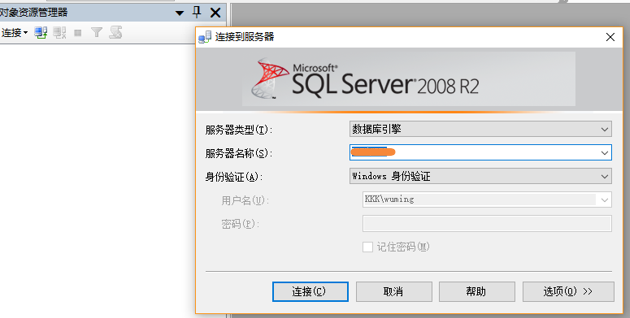 对象资源管理器
连接
连接到服务器
Microsoft®
SQL Server® 2008 R2
服务器类型(T):
数据库引擎
服务器名称(S):
身份验证(A):
Windows 身份验证
用户名(U):
KKK\wuming
密码(P):
记住密码(M)
连接(C)
取消
帮助
选项(O) >>